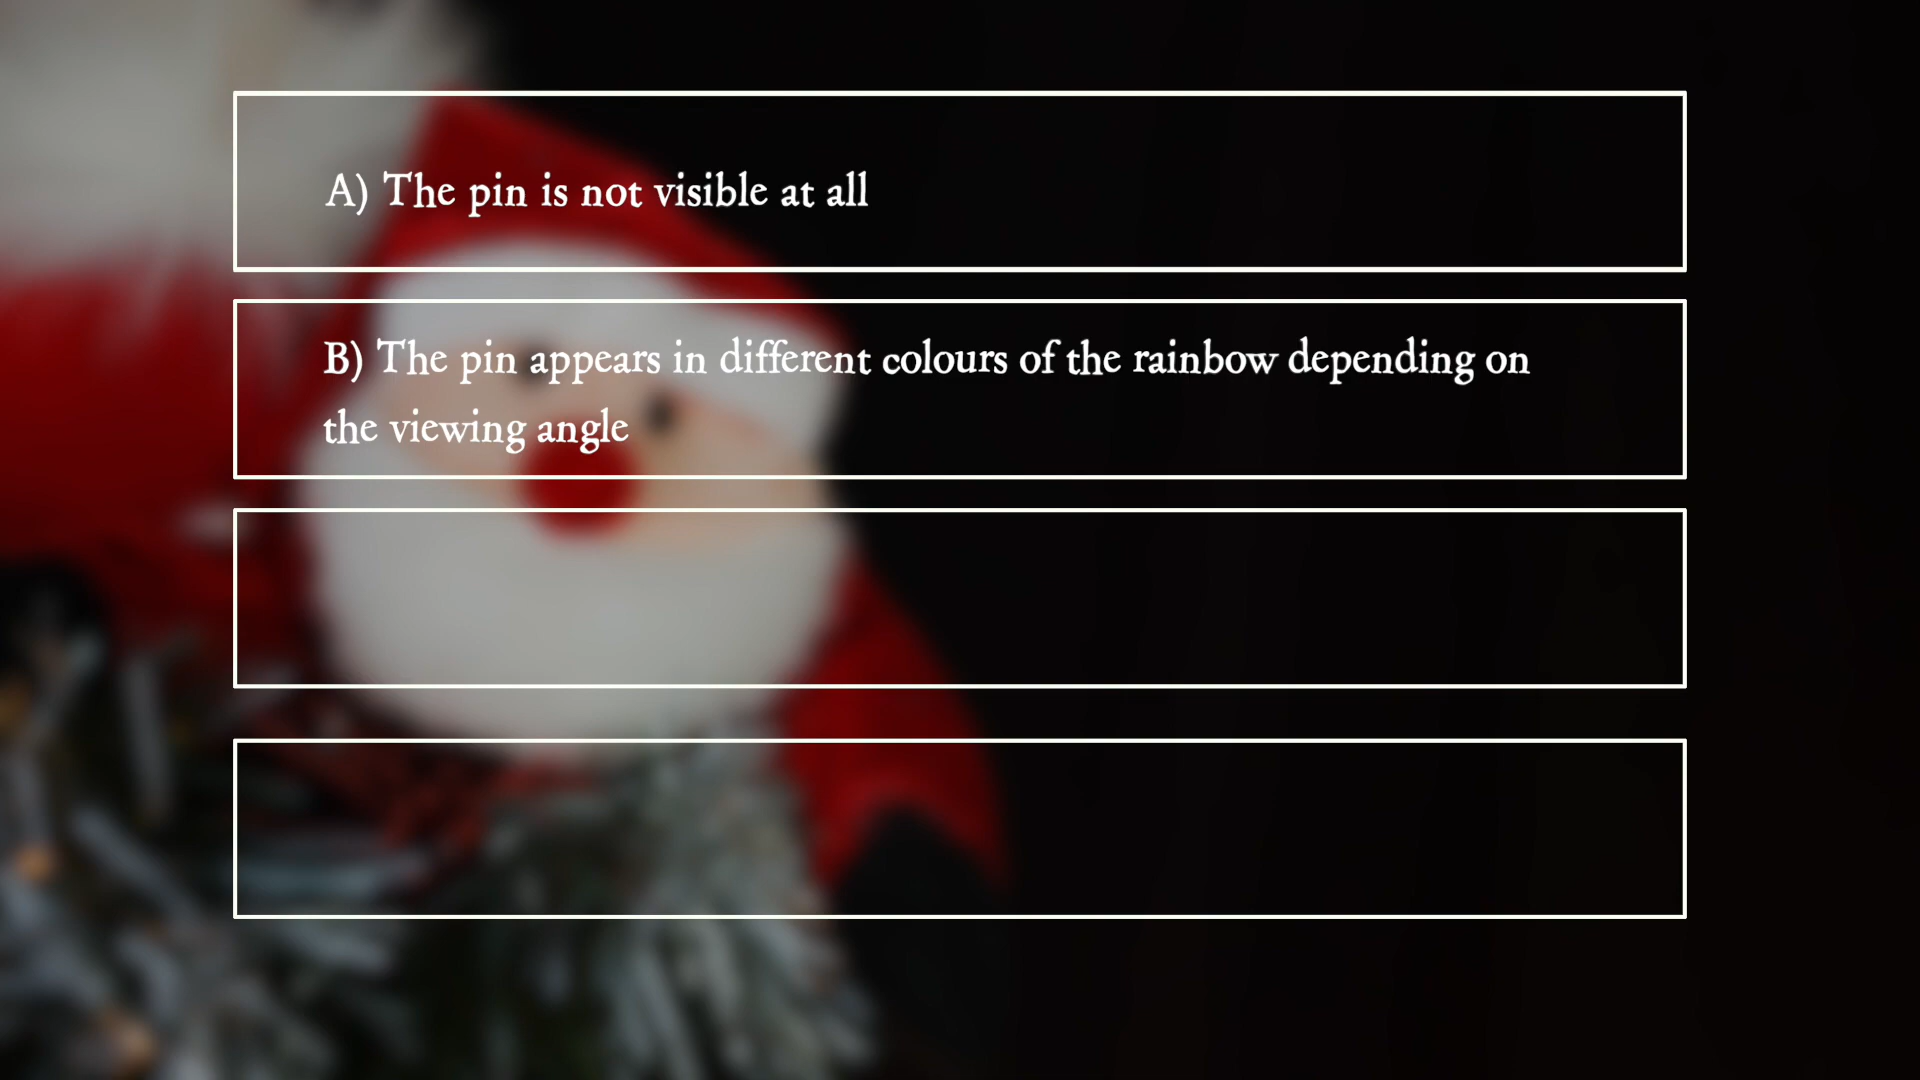 A) The pin is not visible at all
B) The pin appears in different colours of the rainbow depending on
the viewing angle